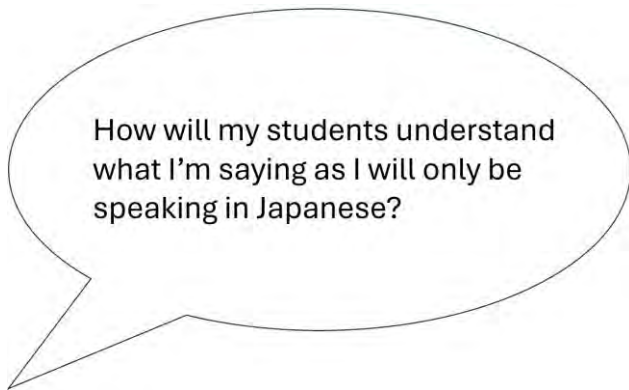 How will my students understand
what I’m saying as I will only be
speaking in Japanese?